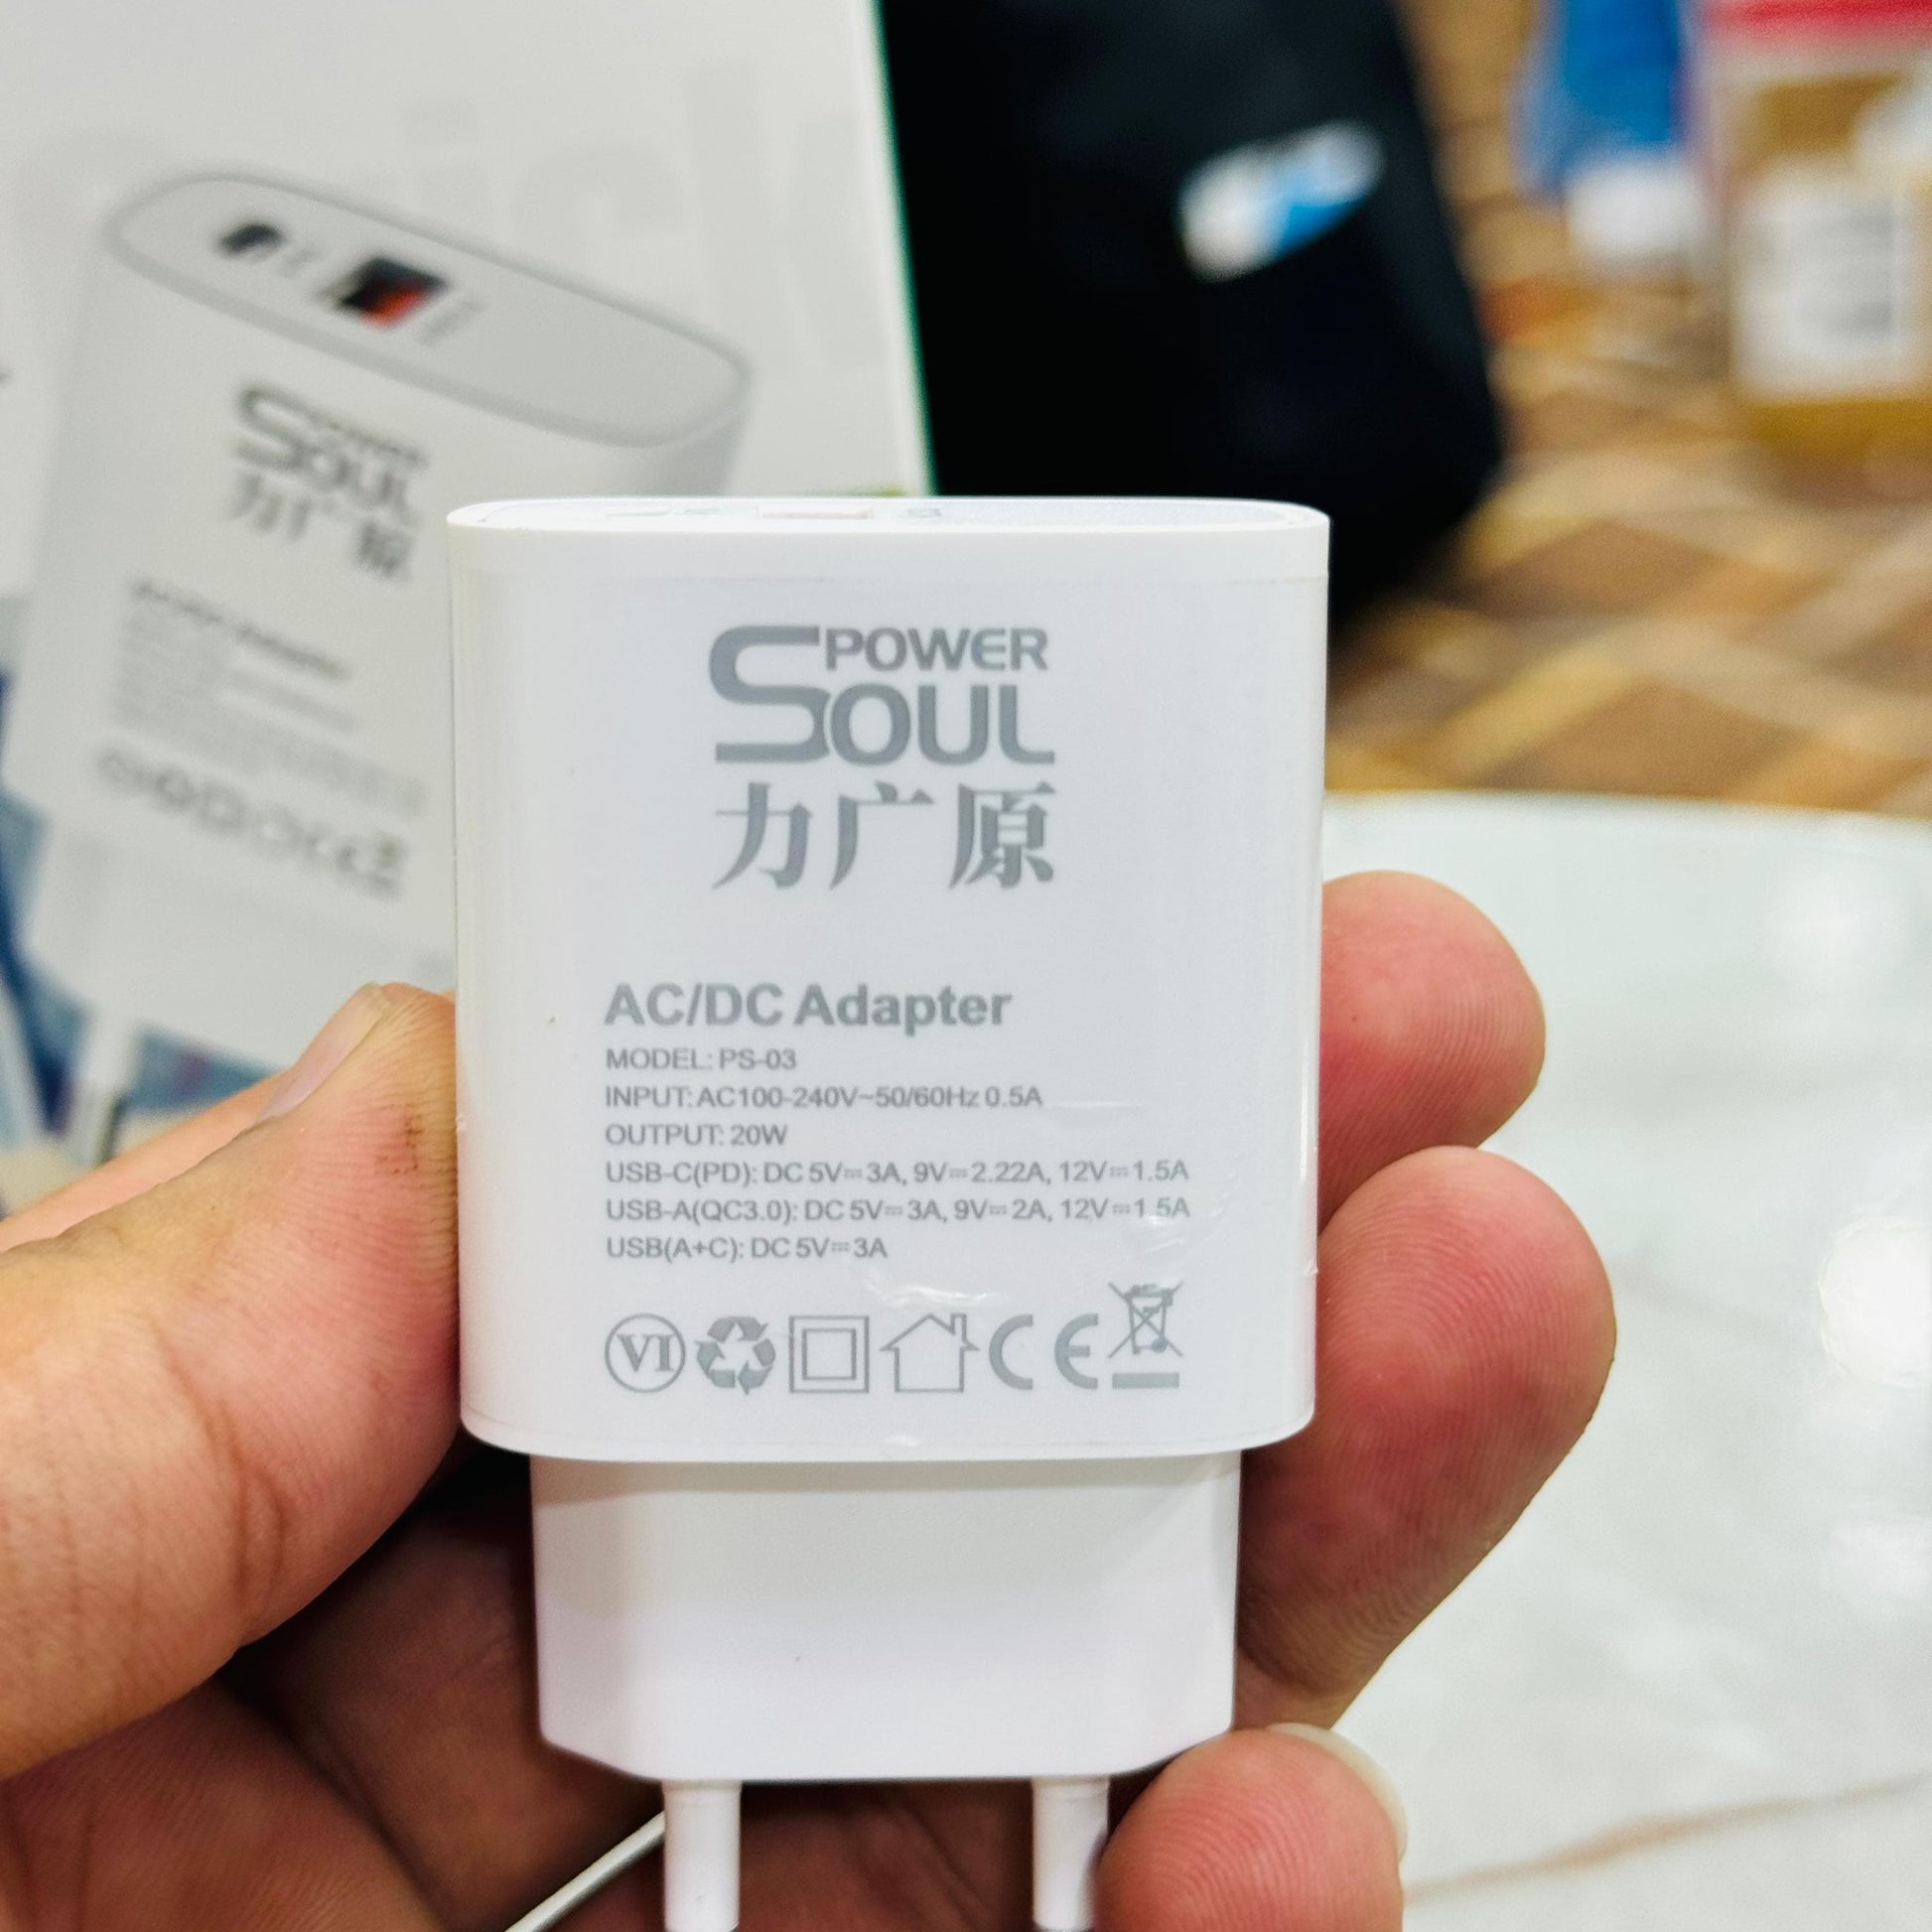 POWER
SOUL
力广原
AC/DC Adapter
MODEL: PS-03
INPUT: AC100-240V~50/60Hz 0.5A
OUTPUT: 20W
USB-C(PD): DC 5V⎓3A, 9V⎓2.22A, 12V⎓1.5A
USB-A(QC3.0): DC 5V⎓3A, 9V⎓2A, 12V⎓1.5A
USB(A+C): DC 5V⎓3A
VI
CE
POWER
SOUL
力广原